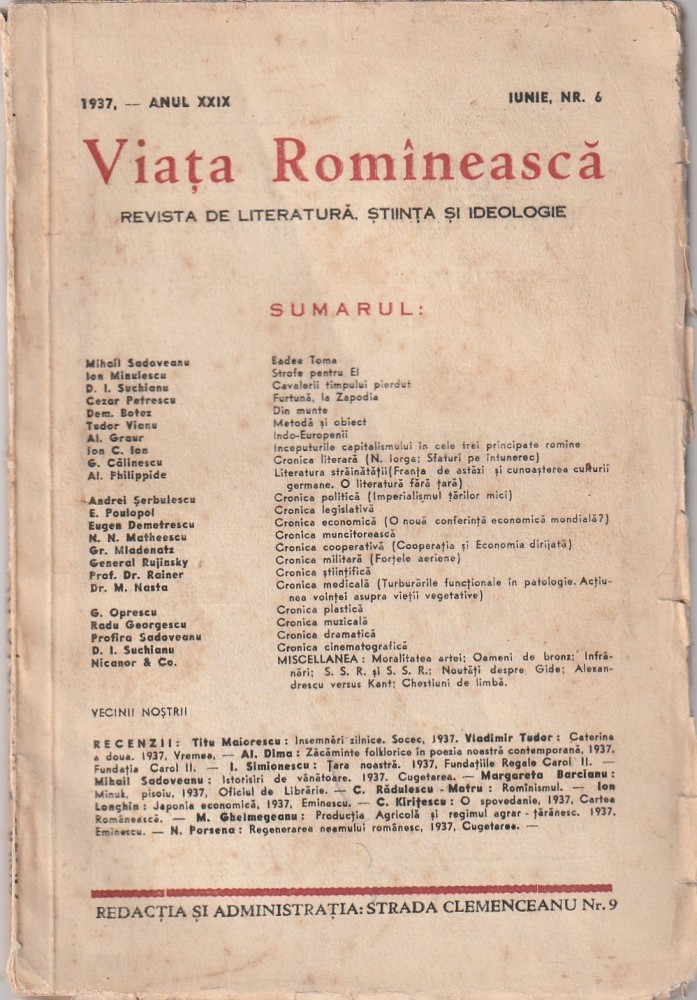 1937, — ANUL XXIX IUNIE, NR. 6
Viața Romînească
REVISTA DE LITERATURĂ, ȘTIINȚA ȘI IDEOLOGIE
SUMARUL:
Mihail Sadoveanu Badea Toma
Ion Minulescu Strofe pentru El
D. I. Suchianu Cavalerii timpului pierdut
Cezar Petrescu Furtună, la Zapodia
Dem. Botez Din munte
Tudor Vianu Metodă și obiect
Al. Graur Indo-Europenii
Ion C. Ion Inceputurile capitalismului în cele trei principate romîne
G. Călinescu Cronica literară (N. Iorga: Sfaturi pe întunerec)
Al. Philippide Literatura străinătății(Franța de astăzi și cunoașterea culturii
germane. O literatură fără țară)
Andrei Șerbulescu Cronica politică (Imperialismul țărilor mici)
E. Poulopol Cronica legislativă
Eugen Demetrescu Cronica economică (O nouă conferință economică mondială?)
N. N. Matheescu Cronica muncitorească
Gr. Mladenatz Cronica cooperativă (Cooperația și Economia dirijată)
General Rujinsky Cronica militară (Forțele aeriene)
Prof. Dr. Rainer Cronica științifică
Dr. M. Nasta Cronica medicală (Turburările funcționale în patologie. Acțiu-
nea voinței asupra vieții vegetative)
G. Oprescu Cronica plastică
Radu Georgescu Cronica muzicală
Profira Sadoveanu Cronica dramatică
D. I. Suchianu Cronica cinematografică
Nicanor & Co. MISCELLANEA: Moralitatea artei; Oameni de bronz; Infrâ-
nări; S. S. R. și S. S. R.; Noutăți despre Gide; Alexan-
drescu versus Kant; Chestiuni de limbă.
VECINII NOȘTRII
RECENZII: Titu Maiorescu: Insemnări zilnice. Socec, 1937. Vladimir Tudor: Caterina
a doua. 1937, Vremea, — Al. Dima: Zăcăminte folklorice în poezia noastră contemporană, 1937.
Fundația Carol II. — I. Simionescu: Țara noastră. 1937, Fundațiile Regale Carol II. —
Mihail Sadoveanu: Istorisiri de vânătoare. 1937. Cugetarea. — Margareta Barcianu:
Minuk, pisoiu, 1937, Oficiul de Librărie. — C. Rădulescu-Motru: Romînismul. — Ion
Longhin: Japonia economică, 1937, Eminescu. — C. Kirițescu: O spovedanie, 1937, Cartea
Românească. — M. Ghelmegeanu: Producția Agricolă și regimul agrar-țărănesc. 1937,
Eminescu. — N. Porsena: Regenerarea neamului românesc, 1937, Cugetarea. —
REDACȚIA ȘI ADMINISTRAȚIA: STRADA CLEMENCEANU Nr. 9